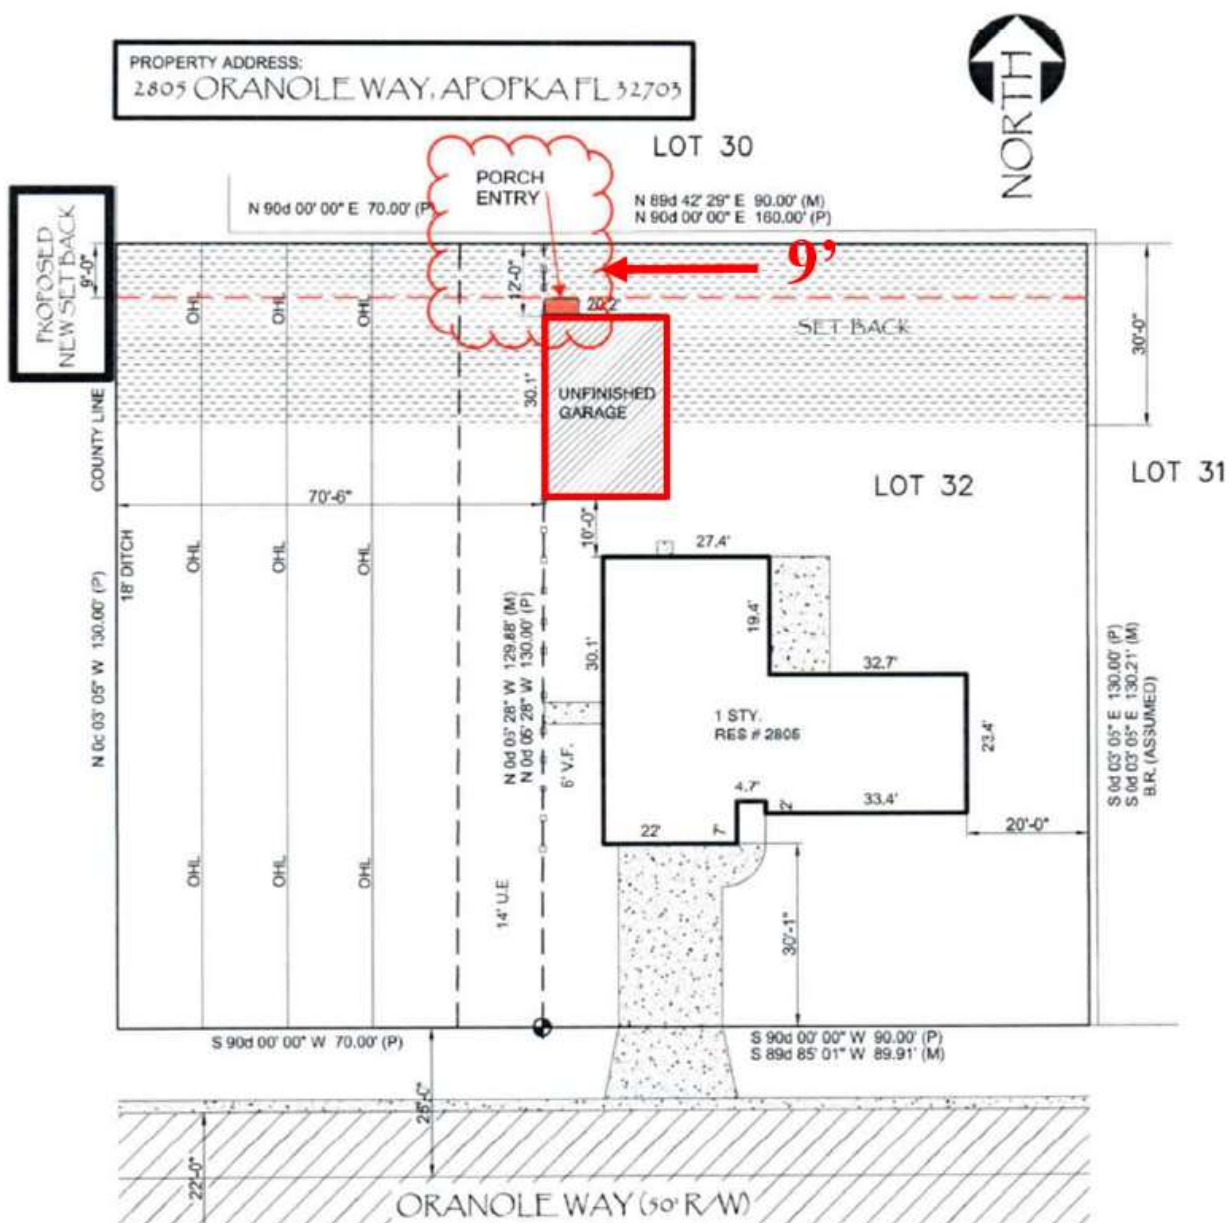 PROPERTY ADDRESS:
2805 ORANOLE WAY, APOPKA FL 32703
NORTH
LOT 30
PORCH
ENTRY
N 90d 00' 00" E 70.00' (P)
N 89d 42' 29" E 90.00' (M)
N 90d 00' 00" E 160.00' (P)
PROPOSED
NEW SET BACK
9'-0"
12'-0"
9’
OHL
OHL
OHL
20.2'
SET BACK
30'-0"
30.1'
UNFINISHED
GARAGE
COUNTY LINE
LOT 32
LOT 31
70'-6"
10'-0"
27.4'
18' DITCH
OHL
OHL
OHL
N 0d 03' 05" W 130.00' (P)
N 0d 05' 28" W 129.88' (M)
N 0d 05' 28" W 130.00' (P)
30.1'
19.4'
32.7'
1 STY.
RES # 2805
6' V.F.
23.4'
S 0d 03' 05" E 130.00' (P)
S 0d 03' 05" E 130.21' (M)
B.R. (ASSUMED)
4.7'
2'
33.4'
22'
7'
20'-0"
OHL
OHL
OHL
14' U.E
30'-1"
S 90d 00' 00" W 70.00' (P)
S 90d 00' 00" W 90.00' (P)
S 89d 85' 01" W 89.91' (M)
22'-0"
ORANOLE WAY (50' R/W)